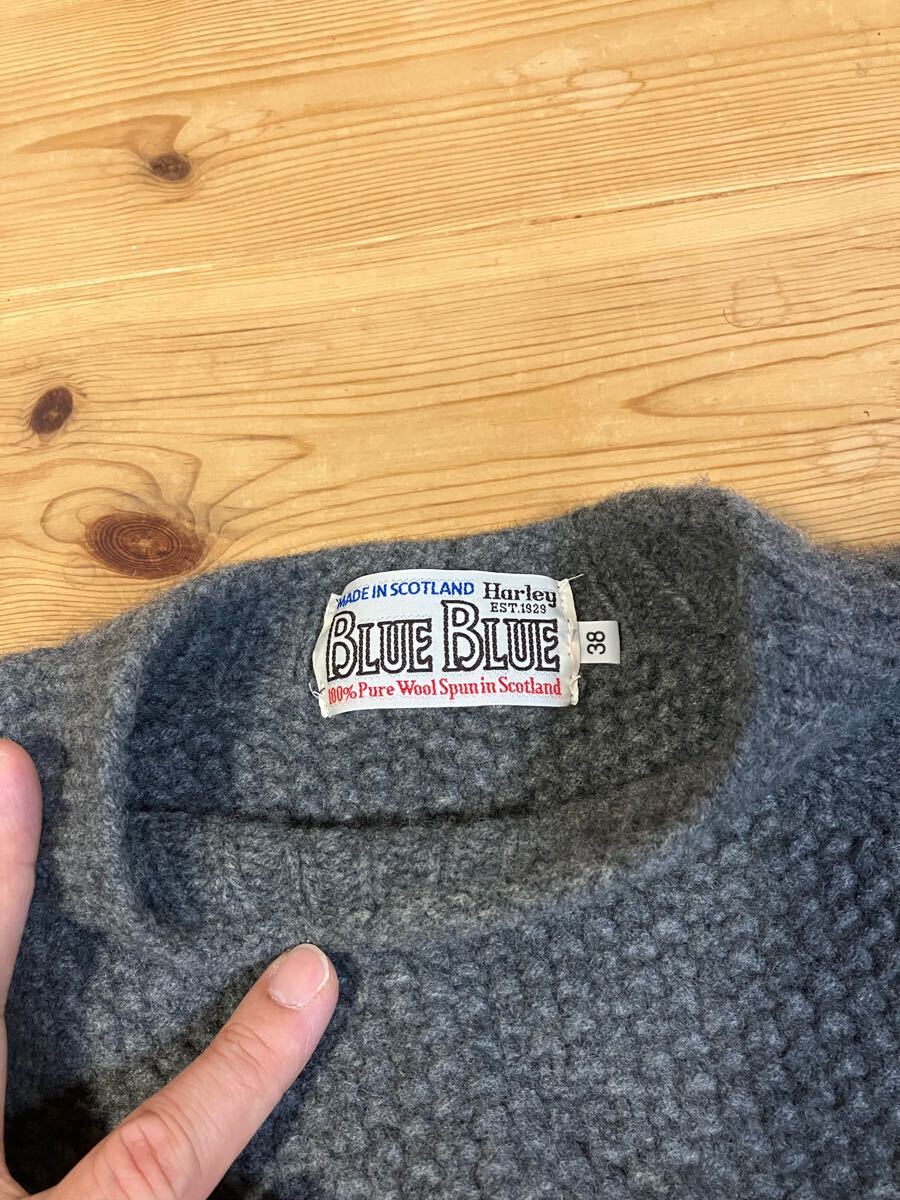 MADE IN SCOTLAND Harley
EST.1929
BLUE BLUE
100% Pure Wool Spun in Scotland
38